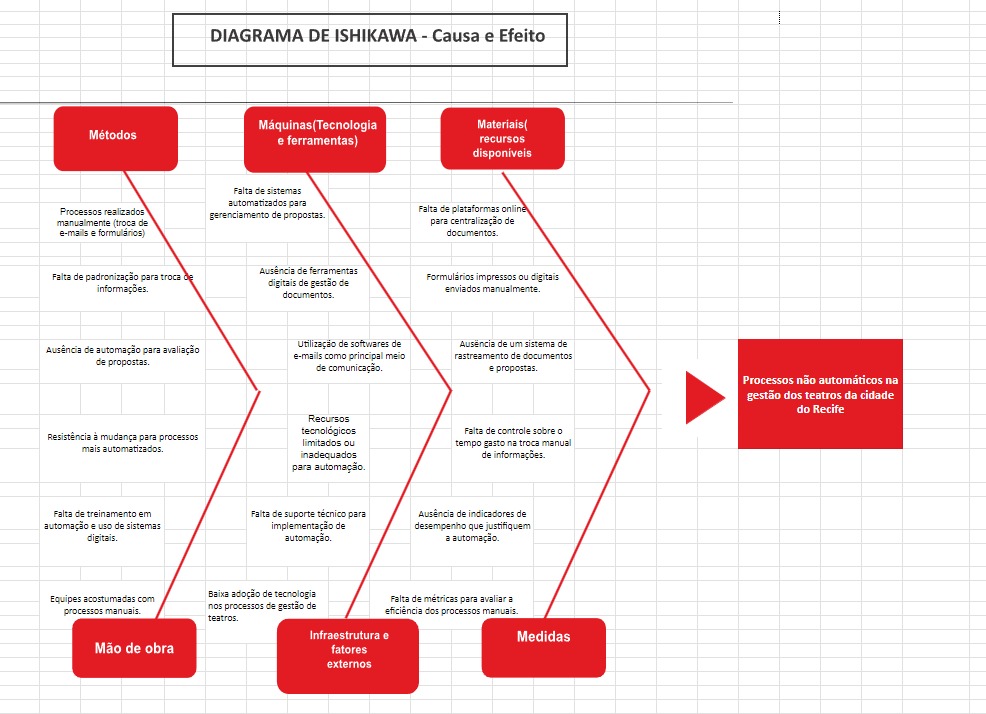 DIAGRAMA DE ISHIKAWA - Causa e Efeito
Métodos
Máquinas(Tecnologia
e ferramentas)
Materiais(
recursos
disponíveis
Processos realizados
manualmente (troca de
e-mails e formulários)
Falta de padronização para troca de
informações.
Ausência de automação para avaliação
de propostas.
Falta de sistemas
automatizados para
gerenciamento de propostas.
Ausência de ferramentas
digitais de gestão de
documentos.
Utilização de softwares de
e-mails como principal meio
de comunicação.
Falta de plataformas online
para centralização de
documentos.
Formulários impressos ou digitais
enviados manualmente.
Ausência de um sistema de
rastreamento de documentos
e propostas.
Processos não automáticos na
gestão dos teatros da cidade
do Recife
Resistência à mudança para processos
mais automatizados.
Falta de treinamento em
automação e uso de sistemas
digitais.
Equipes acostumadas com
processos manuais.
Recursos
tecnológicos
limitados ou
inadequados
para automação.
Falta de suporte técnico para
implementação de
automação.
Baixa adoção de tecnologia
nos processos de gestão de
teatros.
Falta de controle sobre o
tempo gasto na troca manual
de informações.
Ausência de indicadores de
desempenho que justifiquem
a automação.
Falta de métricas para avaliar a
eficiência dos processos manuais.
Mão de obra
Infraestrutura e
fatores
externos
Medidas